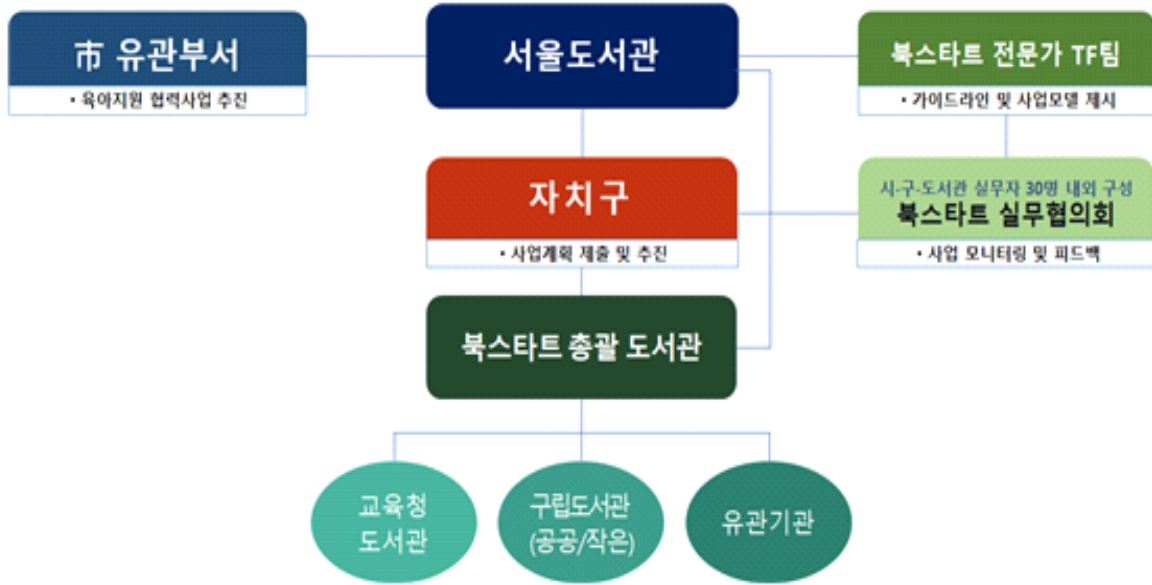 市 유관부서
• 육아지원 협력사업 추진
서울도서관
북스타트 전문가 TF팀
• 가이드라인 및 사업모델 제시
자치구
• 사업계획 제출 및 추진
시-구-도서관 실무자 30명 내외 구성
북스타트 실무협의회
• 사업 모니터링 및 피드백
북스타트 총괄 도서관
교육청
도서관
구립도서관
(공공/작은)
유관기관